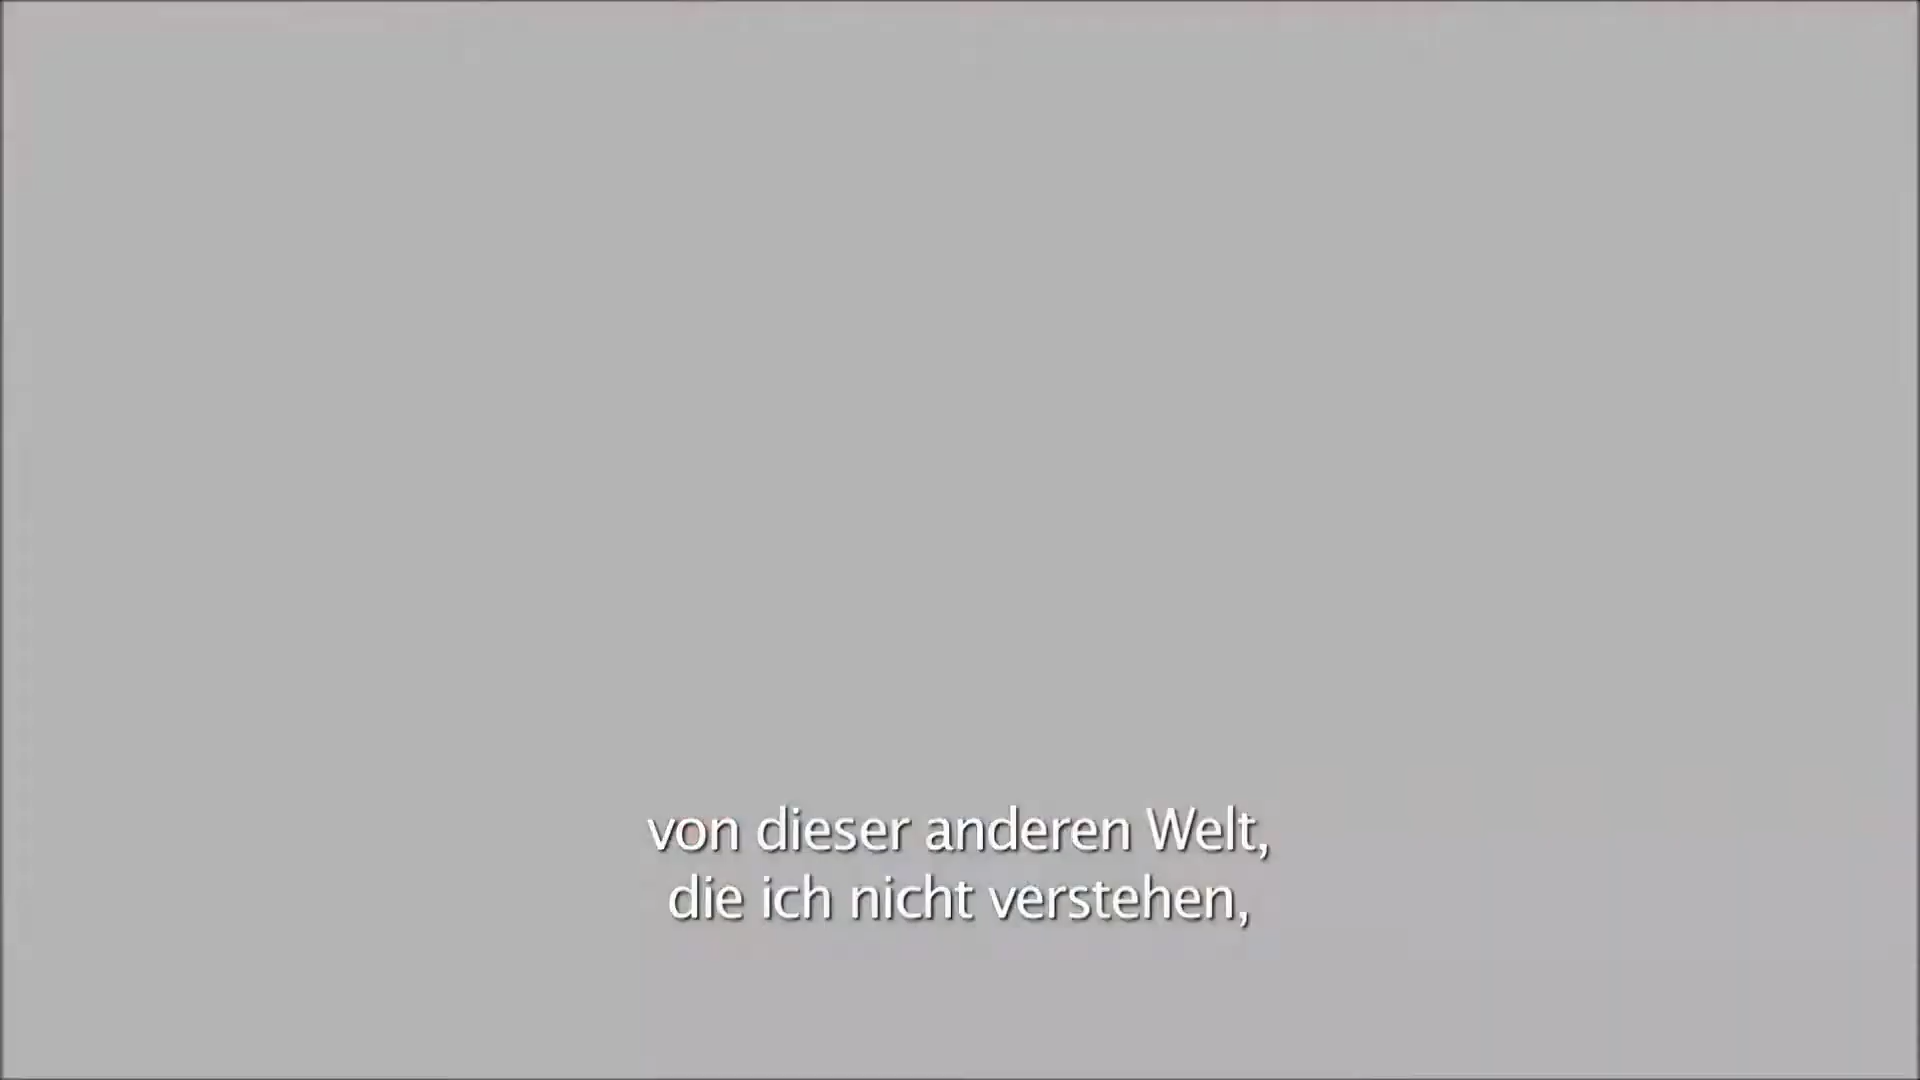 von dieser anderen Welt,
die ich nicht verstehen,